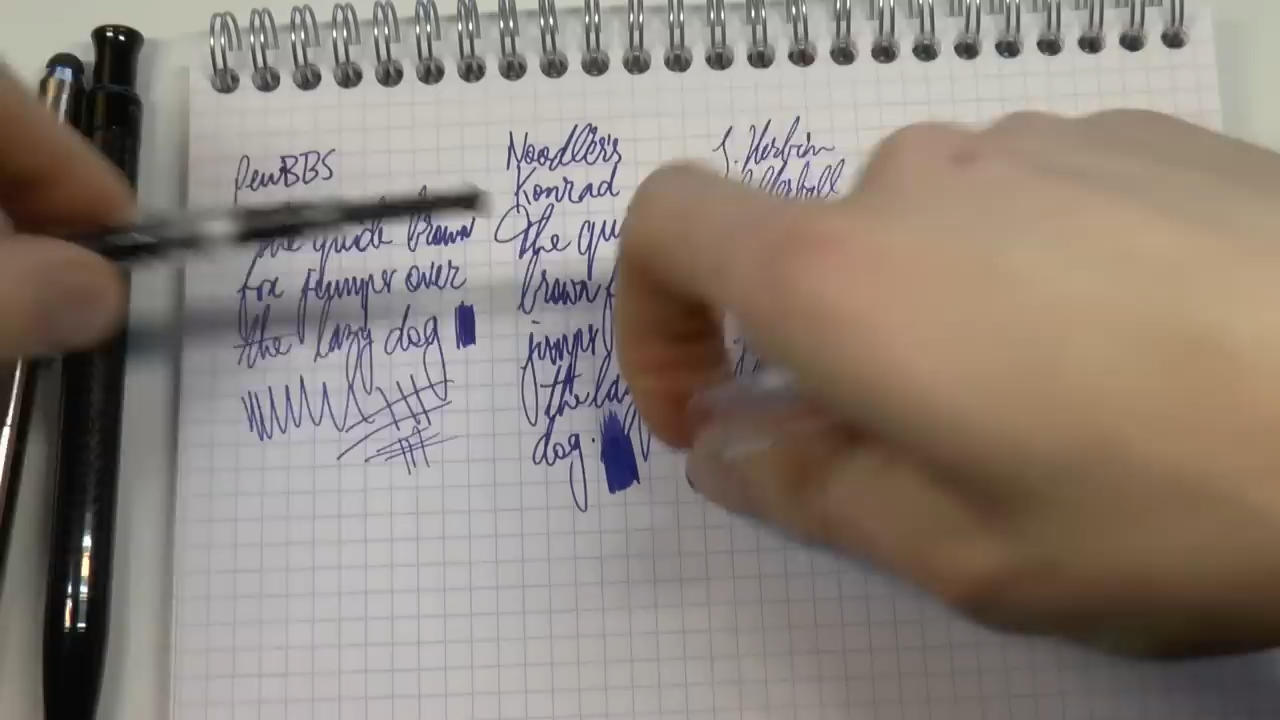 PenBBS
the quick brown
fox jumps over
the lazy dog
Noodler's
Konrad
The qu
brown f
jumps
the la
dog.
J. Herbin